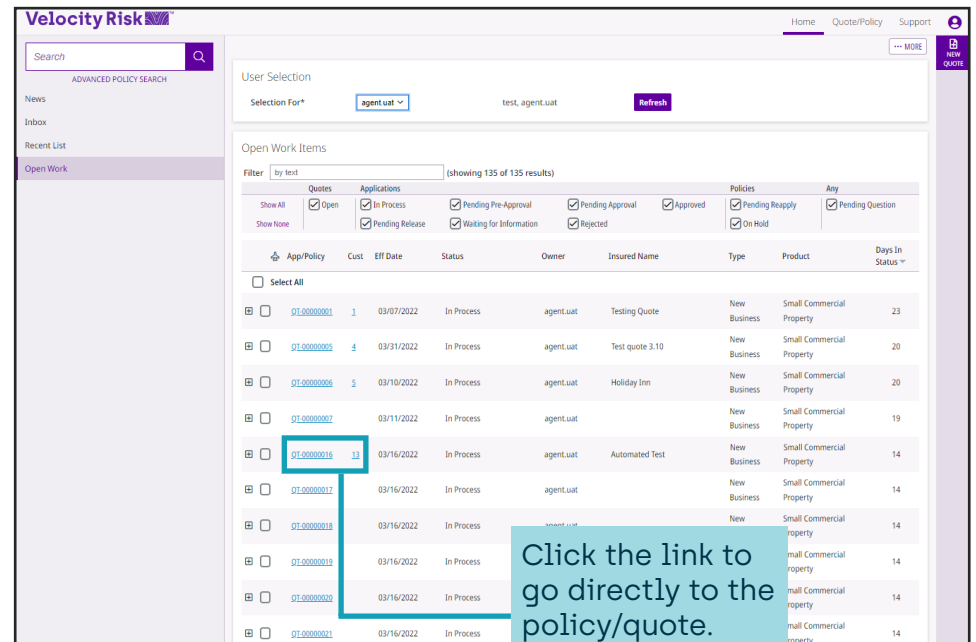 Velocity Risk
Home Quote/Policy Support
Search
ADVANCED POLICY SEARCH
News
Inbox
Recent List
Open Work
··· MORE
NEW
QUOTE
User Selection
Selection For* agent.uat test, agent.uat Refresh
Open Work Items
Filter by text (showing 135 of 135 results)
Quotes Applications Policies Any
Show All Open In Process Pending Pre-Approval Pending Approval Approved Pending Reapply Pending Question
Show None Pending Release Waiting for Information Rejected On Hold
App/Policy Cust Eff Date Status Owner Insured Name Type Product Days In Status
Select All
QT-00000001 1 03/07/2022 In Process agent.uat Testing Quote New Business Small Commercial Property 23
QT-00000005 4 03/31/2022 In Process agent.uat Test quote 3.10 New Business Small Commercial Property 20
QT-00000006 5 03/10/2022 In Process agent.uat Holiday Inn New Business Small Commercial Property 20
QT-00000007 03/11/2022 In Process agent.uat New Business Small Commercial Property 19
QT-00000016 13 03/16/2022 In Process agent.uat Automated Test New Business Small Commercial Property 14
QT-00000017 03/16/2022 In Process agent.uat New Business Small Commercial Property 14
QT-00000018 03/16/2022 In Process New Small Commercial 14
QT-00000019 03/16/2022 In Process Commercial 14
QT-00000020 03/16/2022 In Process Commercial 14
QT-00000021 03/16/2022 In Process Commercial 14
Click the link to
go directly to the
policy/quote.